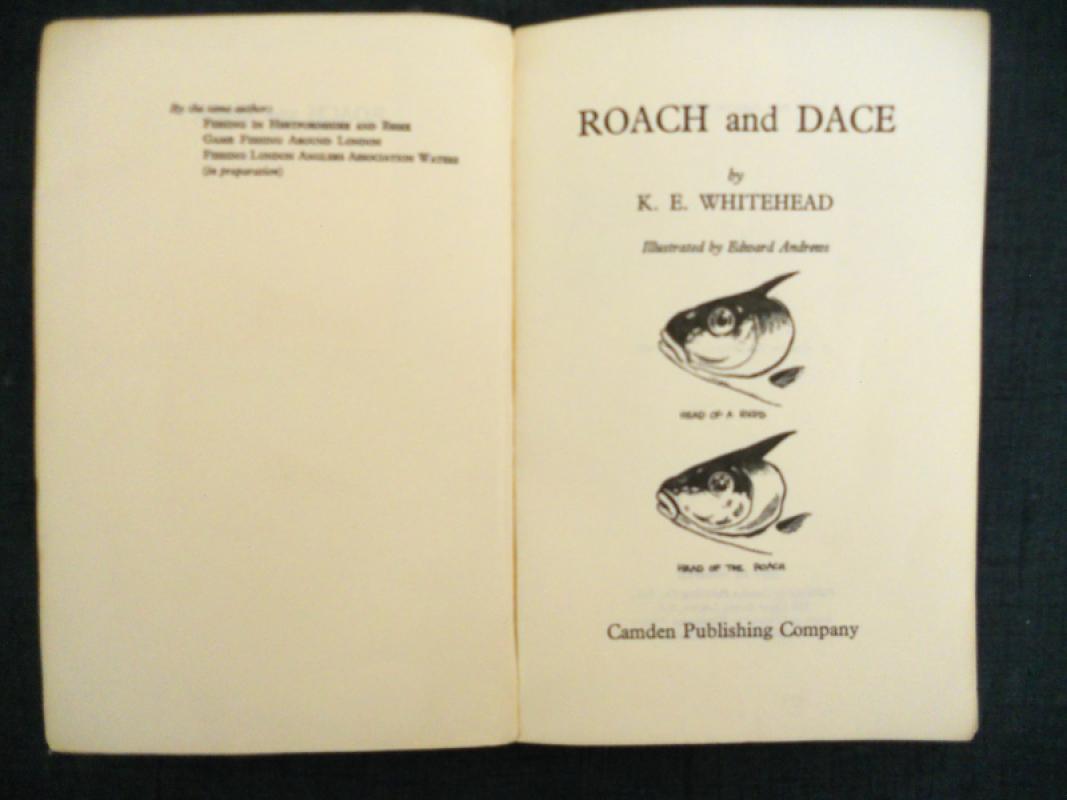 By the same author:
FISHING IN HERTFORDSHIRE AND ESSEX
GAME FISHING AROUND LONDON
FISHING LONDON ANGLERS ASSOCIATION WATERS
(in preparation)
ROACH and DACE
by
K. E. WHITEHEAD
Illustrated by Edward Andrews
HEAD OF A RUDD
HEAD OF THE ROACH
Camden Publishing Company